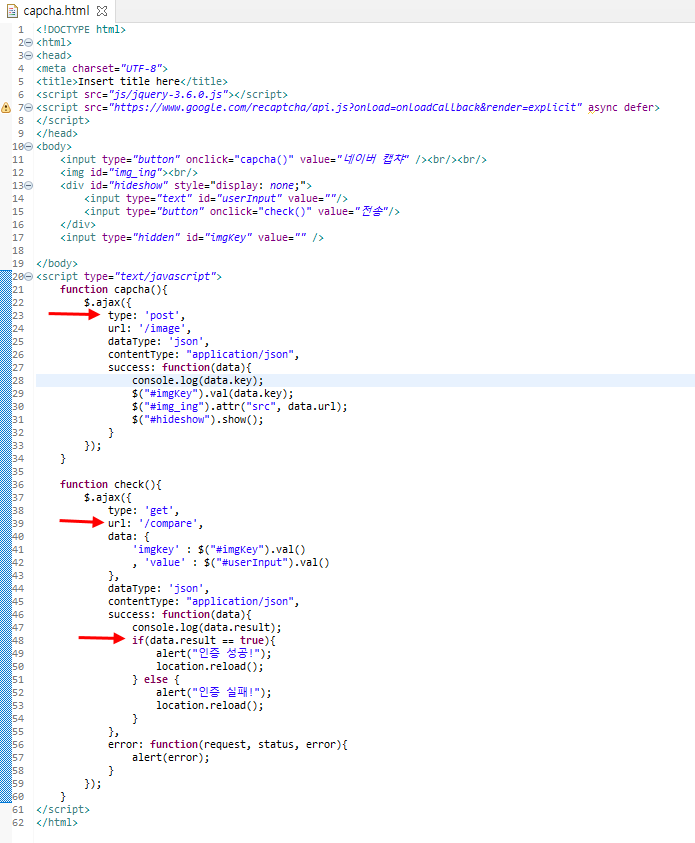 capcha.html
1 <!DOCTYPE html>
2 <html>
3 <head>
4 <meta charset="UTF-8">
5 <title>Insert title here</title>
6 <script src="js/jquery-3.6.0.js"></script>
7 <script src="https://www.google.com/recaptcha/api.js?onload=onloadCallback&render=explicit" async defer>
8 </script>
9 </head>
10 <body>
11     <input type="button" onclick="capcha()" value="네이버 캡챠" /><br/><br/>
12     <img id="img_ing"><br/>
13     <div id="hideshow" style="display: none;">
14         <input type="text" id="userInput" value=""/>
15         <input type="button" onclick="check()" value="전송"/>
16     </div>
17     <input type="hidden" id="imgKey" value="" />
18
19 </body>
20 <script type="text/javascript">
21     function capcha(){
22         $.ajax({
23             type: 'post',
24             url: '/image',
25             dataType: 'json',
26             contentType: "application/json",
27             success: function(data){
28                 console.log(data.key);
29                 $("#imgKey").val(data.key);
30                 $("#img_ing").attr("src", data.url);
31                 $("#hideshow").show();
32             }
33         });
34     }
35
36     function check(){
37         $.ajax({
38             type: 'get',
39             url: '/compare',
40             data: {
41                 'imgkey' : $("#imgKey").val()
42                 , 'value' : $("#userInput").val()
43             },
44             dataType: 'json',
45             contentType: "application/json",
46             success: function(data){
47                 console.log(data.result);
48                 if(data.result == true){
49                     alert("인증 성공!");
50                     location.reload();
51                 } else {
52                     alert("인증 실패!");
53                     location.reload();
54                 }
55             },
56             error: function(request, status, error){
57                 alert(error);
58             }
59         });
60     }
61 </script>
62 </html>